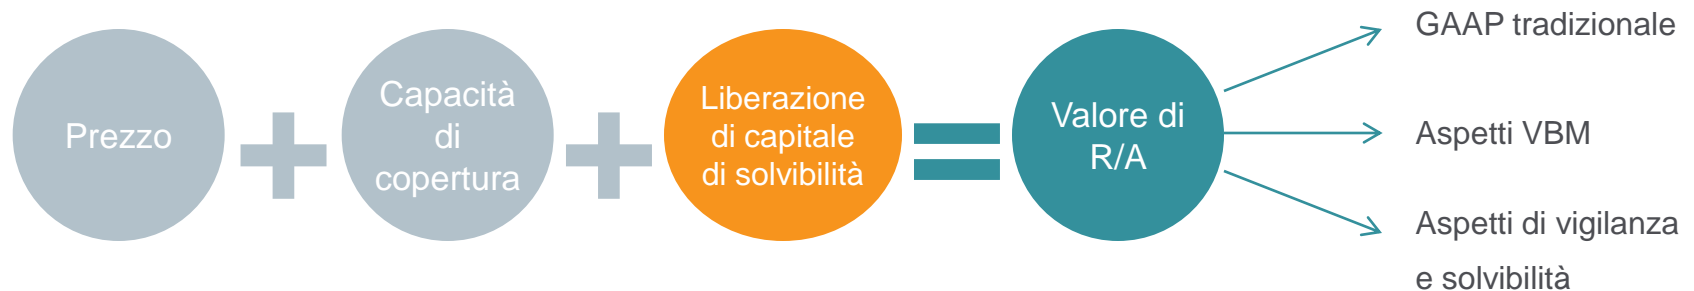 Prezzo
Capacità
di
copertura
Liberazione
di capitale
di solvibilità
Valore di
R/A
GAAP tradizionale
Aspetti VBM
Aspetti di vigilanza
e solvibilità